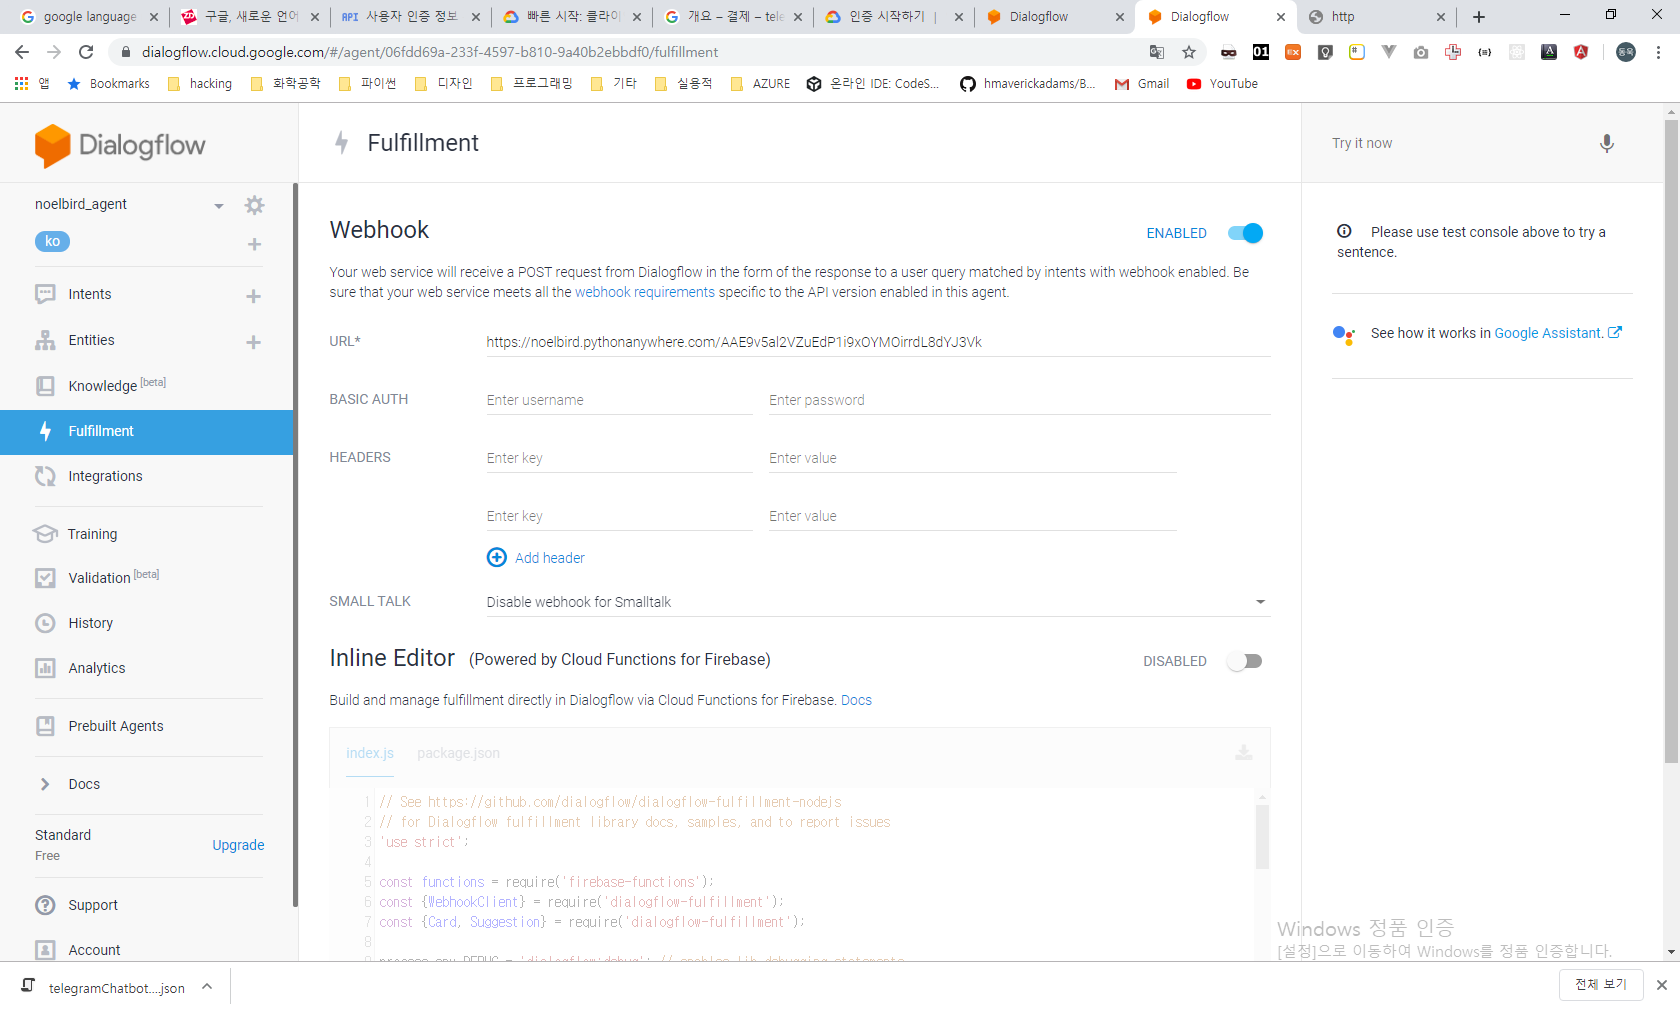 google language
구글, 새로운 언어
API 사용자 인증 정보
빠른 시작: 클라이
개요 – 결제 – tele
인증 시작하기 |
Dialogflow
Dialogflow
http
dialogflow.cloud.google.com/#/agent/06fdd69a-233f-4597-b810-9a40b2ebbdf0/fulfillment
앱
Bookmarks
hacking
화학공학
파이썬
디자인
프로그래밍
기타
실용적
AZURE
온라인 IDE: CodeS...
hmaverickadams/B...
Gmail
YouTube
Dialogflow
Fulfillment
Try it now
noelbird_agent
ko
Intents
Entities
Knowledge [beta]
Fulfillment
Integrations
Training
Validation [beta]
History
Analytics
Prebuilt Agents
Docs
Standard
Free
Upgrade
Support
Account
Webhook
ENABLED
Your web service will receive a POST request from Dialogflow in the form of the response to a user query matched by intents with webhook enabled. Be
sure that your web service meets all the webhook requirements specific to the API version enabled in this agent.
URL*
https://noelbird.pythonanywhere.com/AAE9v5al2VZuEdP1i9xOYMOirrdL8dYJ3Vk
BASIC AUTH
Enter username
Enter password
HEADERS
Enter key
Enter value
Enter key
Enter value
Add header
SMALL TALK
Disable webhook for Smalltalk
Inline Editor (Powered by Cloud Functions for Firebase)
DISABLED
Build and manage fulfillment directly in Dialogflow via Cloud Functions for Firebase. Docs
index.js
package.json
1 // See https://github.com/dialogflow/dialogflow-fulfillment-nodejs
2 // for Dialogflow fulfillment library docs, samples, and to report issues
3 'use strict';
4
5 const functions = require('firebase-functions');
6 const {WebhookClient} = require('dialogflow-fulfillment');
7 const {Card, Suggestion} = require('dialogflow-fulfillment');
8
9 process.env.DEBUG = 'dialogflow:debug'; // enables lib debugging statements
Please use test console above to try a
sentence.
See how it works in Google Assistant.
Windows 정품 인증
[설정]으로 이동하여 Windows를 정품 인증합니다.
telegramChatbot....json
전체 보기